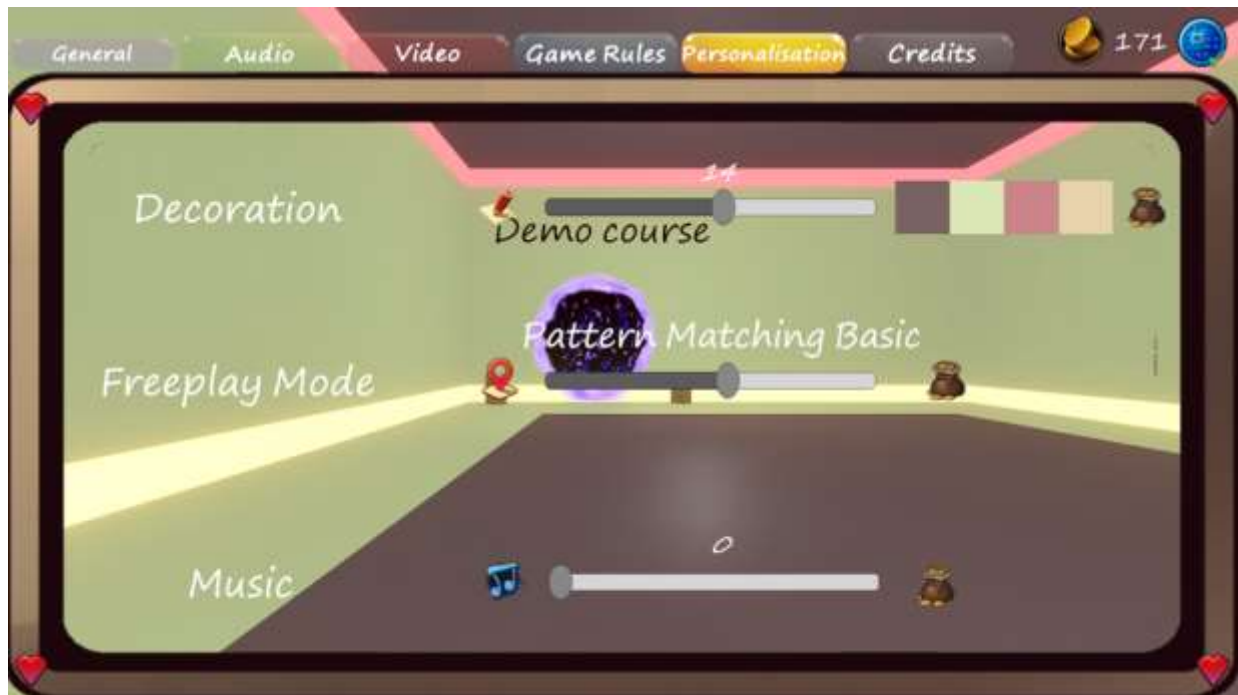 General Audio Video Game Rules Personalisation Credits 171
14
Decoration
Demo course
Pattern Matching Basic
Freeplay Mode
0
Music